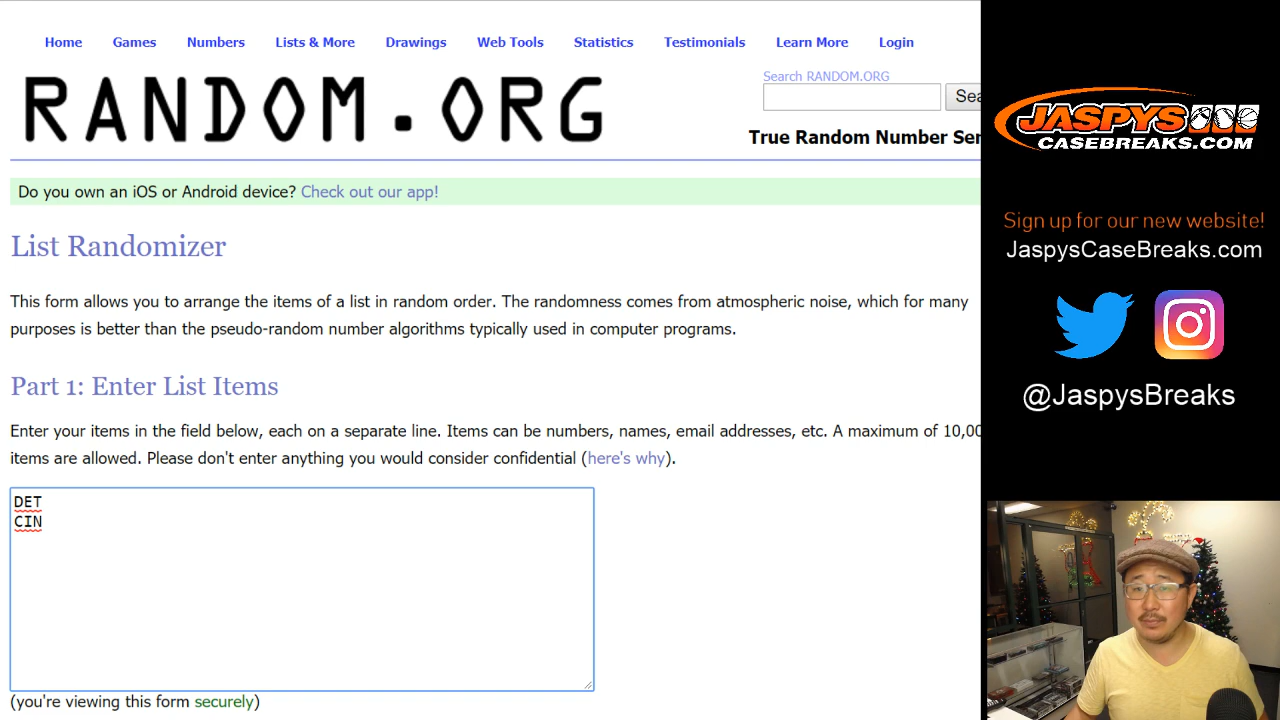 Home Games Numbers Lists & More Drawings Web Tools Statistics Testimonials Learn More Login
RANDOM.ORG
Search RANDOM.ORG
Sea
True Random Number Ser
Do you own an iOS or Android device? Check out our app!
List Randomizer
This form allows you to arrange the items of a list in random order. The randomness comes from atmospheric noise, which for many
purposes is better than the pseudo-random number algorithms typically used in computer programs.
Part 1: Enter List Items
Enter your items in the field below, each on a separate line. Items can be numbers, names, email addresses, etc. A maximum of 10,00
items are allowed. Please don't enter anything you would consider confidential (here's why).
DET
CIN
(you're viewing this form securely)
JASPYS
CASEBREAKS.COM
Sign up for our new website!
JaspysCaseBreaks.com
@JaspysBreaks